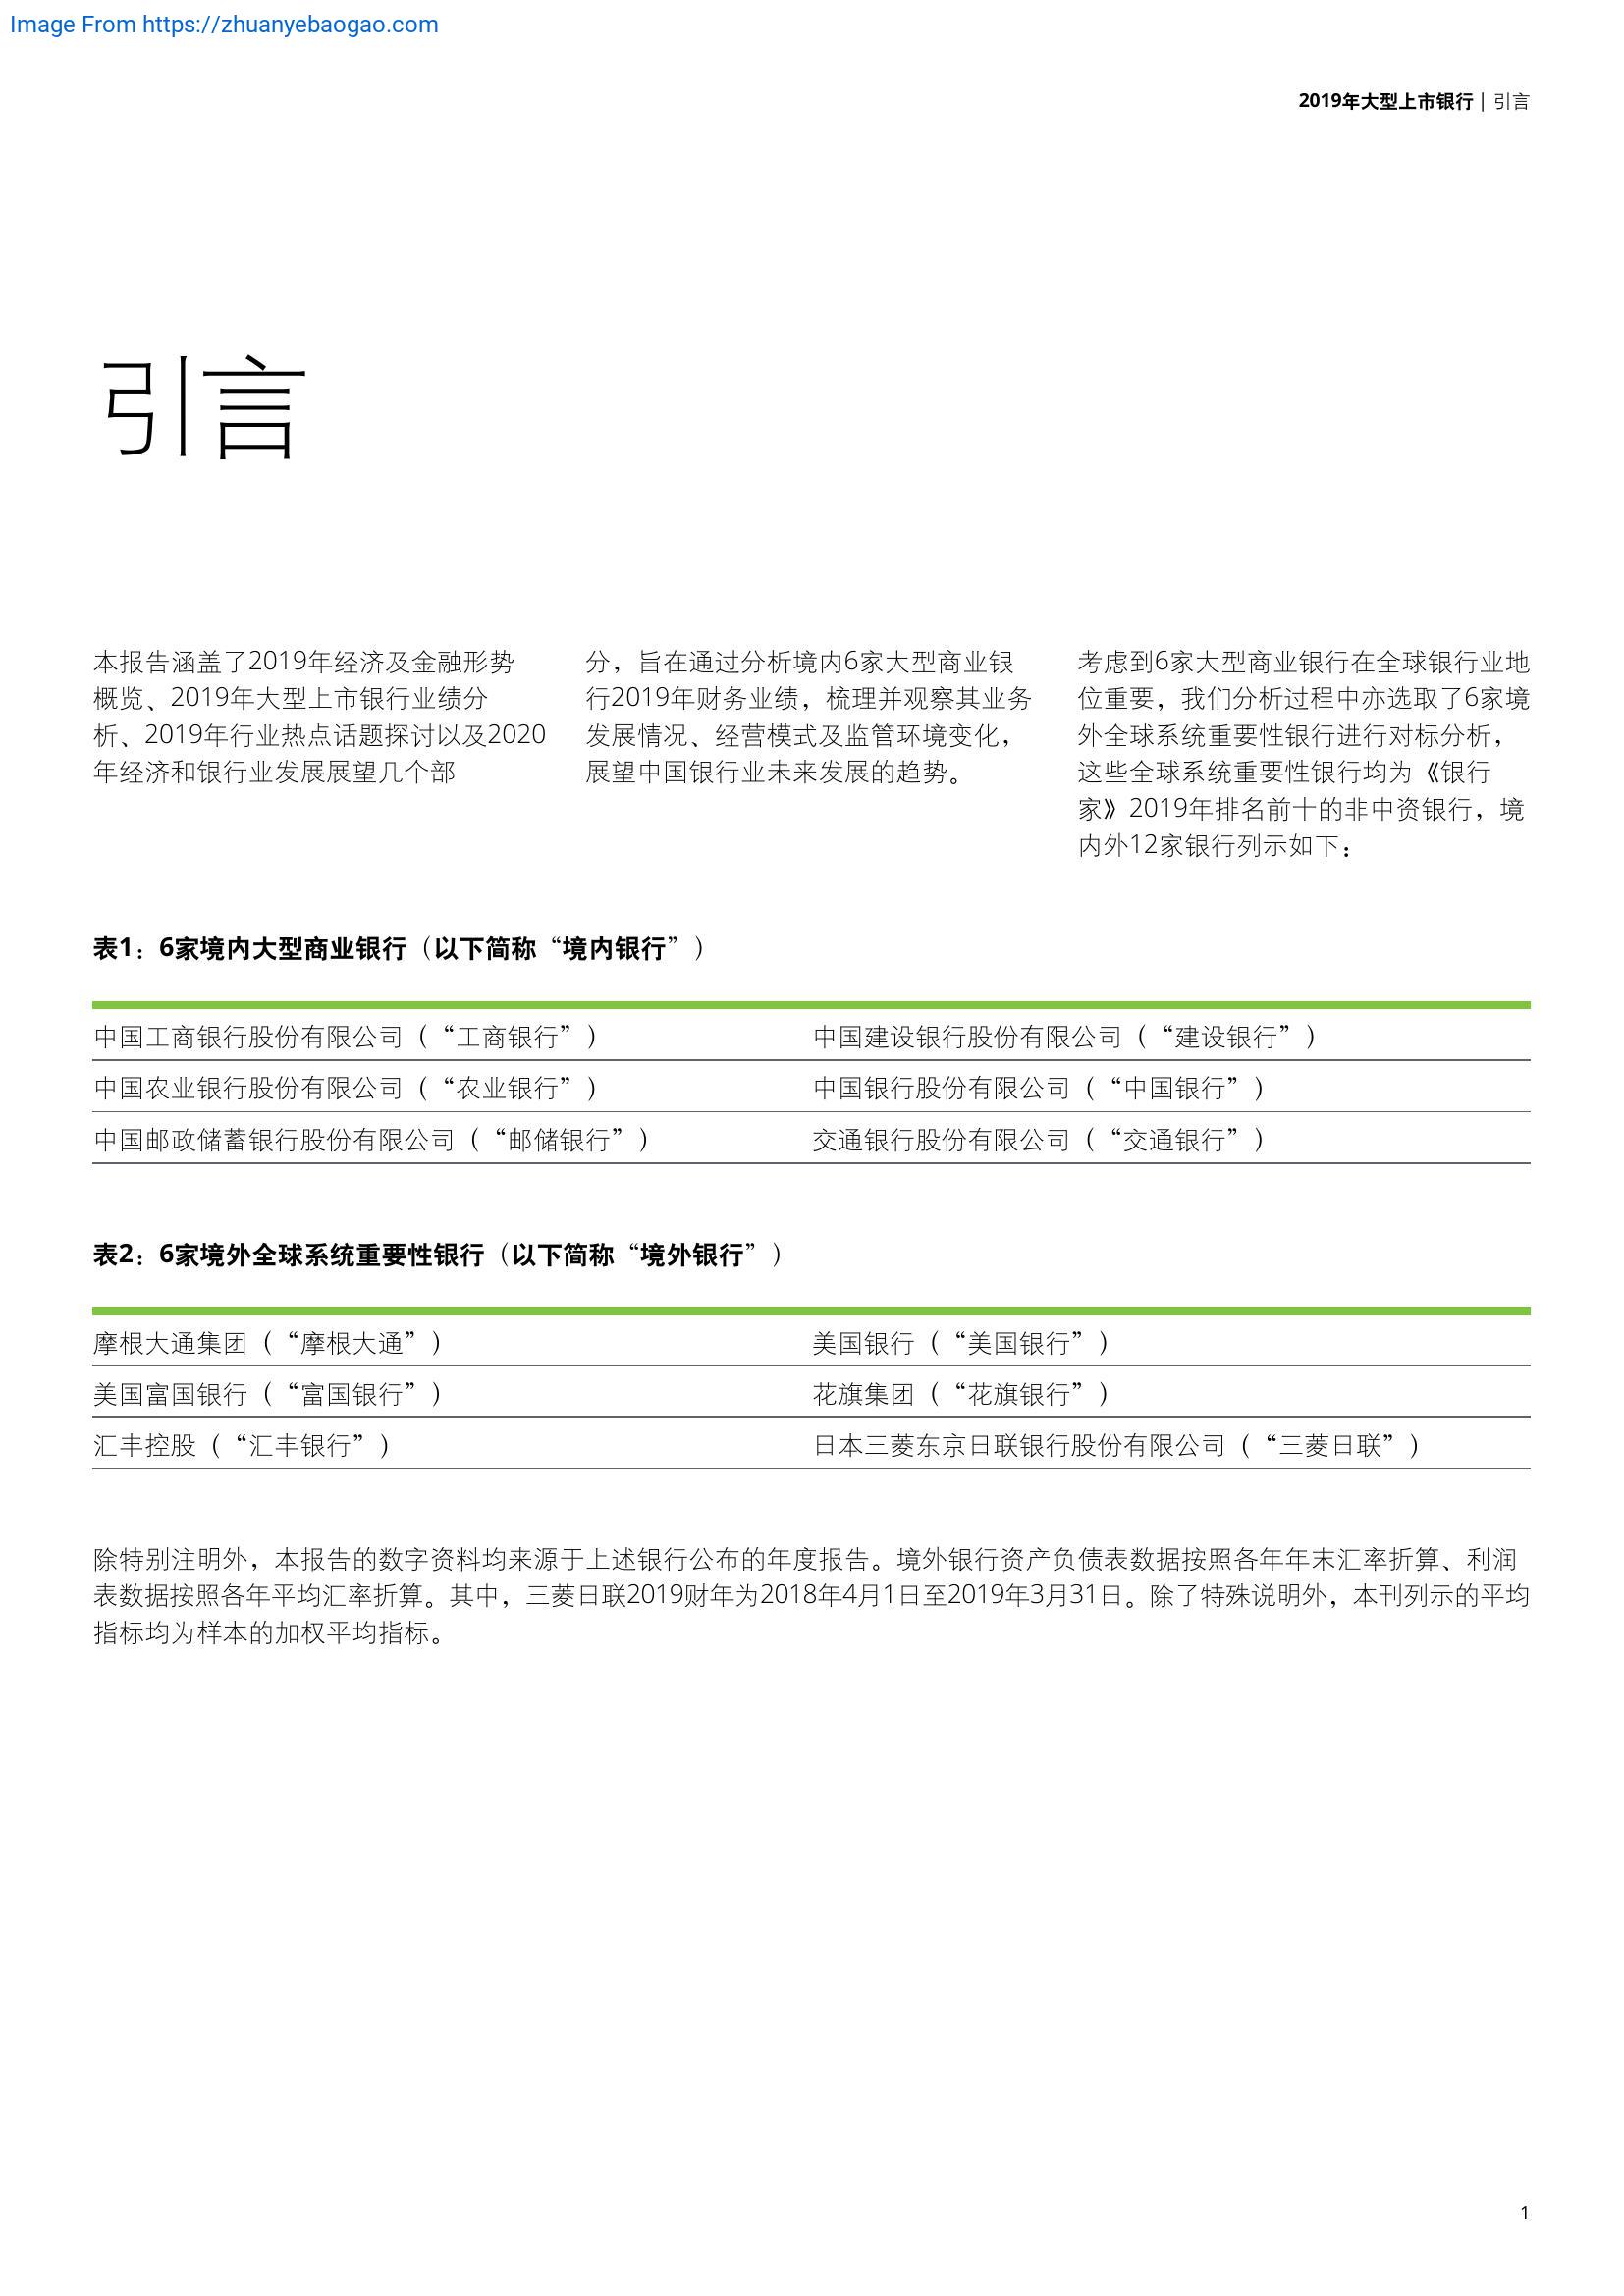 Image From https://zhuanyebaogao.com
2019年大型上市银行 | 引言
引言
本报告涵盖了2019年经济及金融形势
概览、2019年大型上市银行业绩分
析、2019年行业热点话题探讨以及2020
年经济和银行业发展展望几个部
分，旨在通过分析境内6家大型商业银
行2019年财务业绩，梳理并观察其业务
发展情况、经营模式及监管环境变化，
展望中国银行业未来发展的趋势。
考虑到6家大型商业银行在全球银行业地
位重要，我们分析过程中亦选取了6家境
外全球系统重要性银行进行对标分析，
这些全球系统重要性银行均为《银行
家》2019年排名前十的非中资银行，境
内外12家银行列示如下：
表1：6家境内大型商业银行（以下简称“境内银行”）
中国工商银行股份有限公司（“工商银行”） 中国建设银行股份有限公司（“建设银行”）
中国农业银行股份有限公司（“农业银行”） 中国银行股份有限公司（“中国银行”）
中国邮政储蓄银行股份有限公司（“邮储银行”） 交通银行股份有限公司（“交通银行”）
表2：6家境外全球系统重要性银行（以下简称“境外银行”）
摩根大通集团（“摩根大通”） 美国银行（“美国银行”）
美国富国银行（“富国银行”） 花旗集团（“花旗银行”）
汇丰控股（“汇丰银行”） 日本三菱东京日联银行股份有限公司（“三菱日联”）
除特别注明外，本报告的数字资料均来源于上述银行公布的年度报告。境外银行资产负债表数据按照各年年末汇率折算、利润
表数据按照各年平均汇率折算。其中，三菱日联2019财年为2018年4月1日至2019年3月31日。除了特殊说明外，本刊列示的平均
指标均为样本的加权平均指标。
1